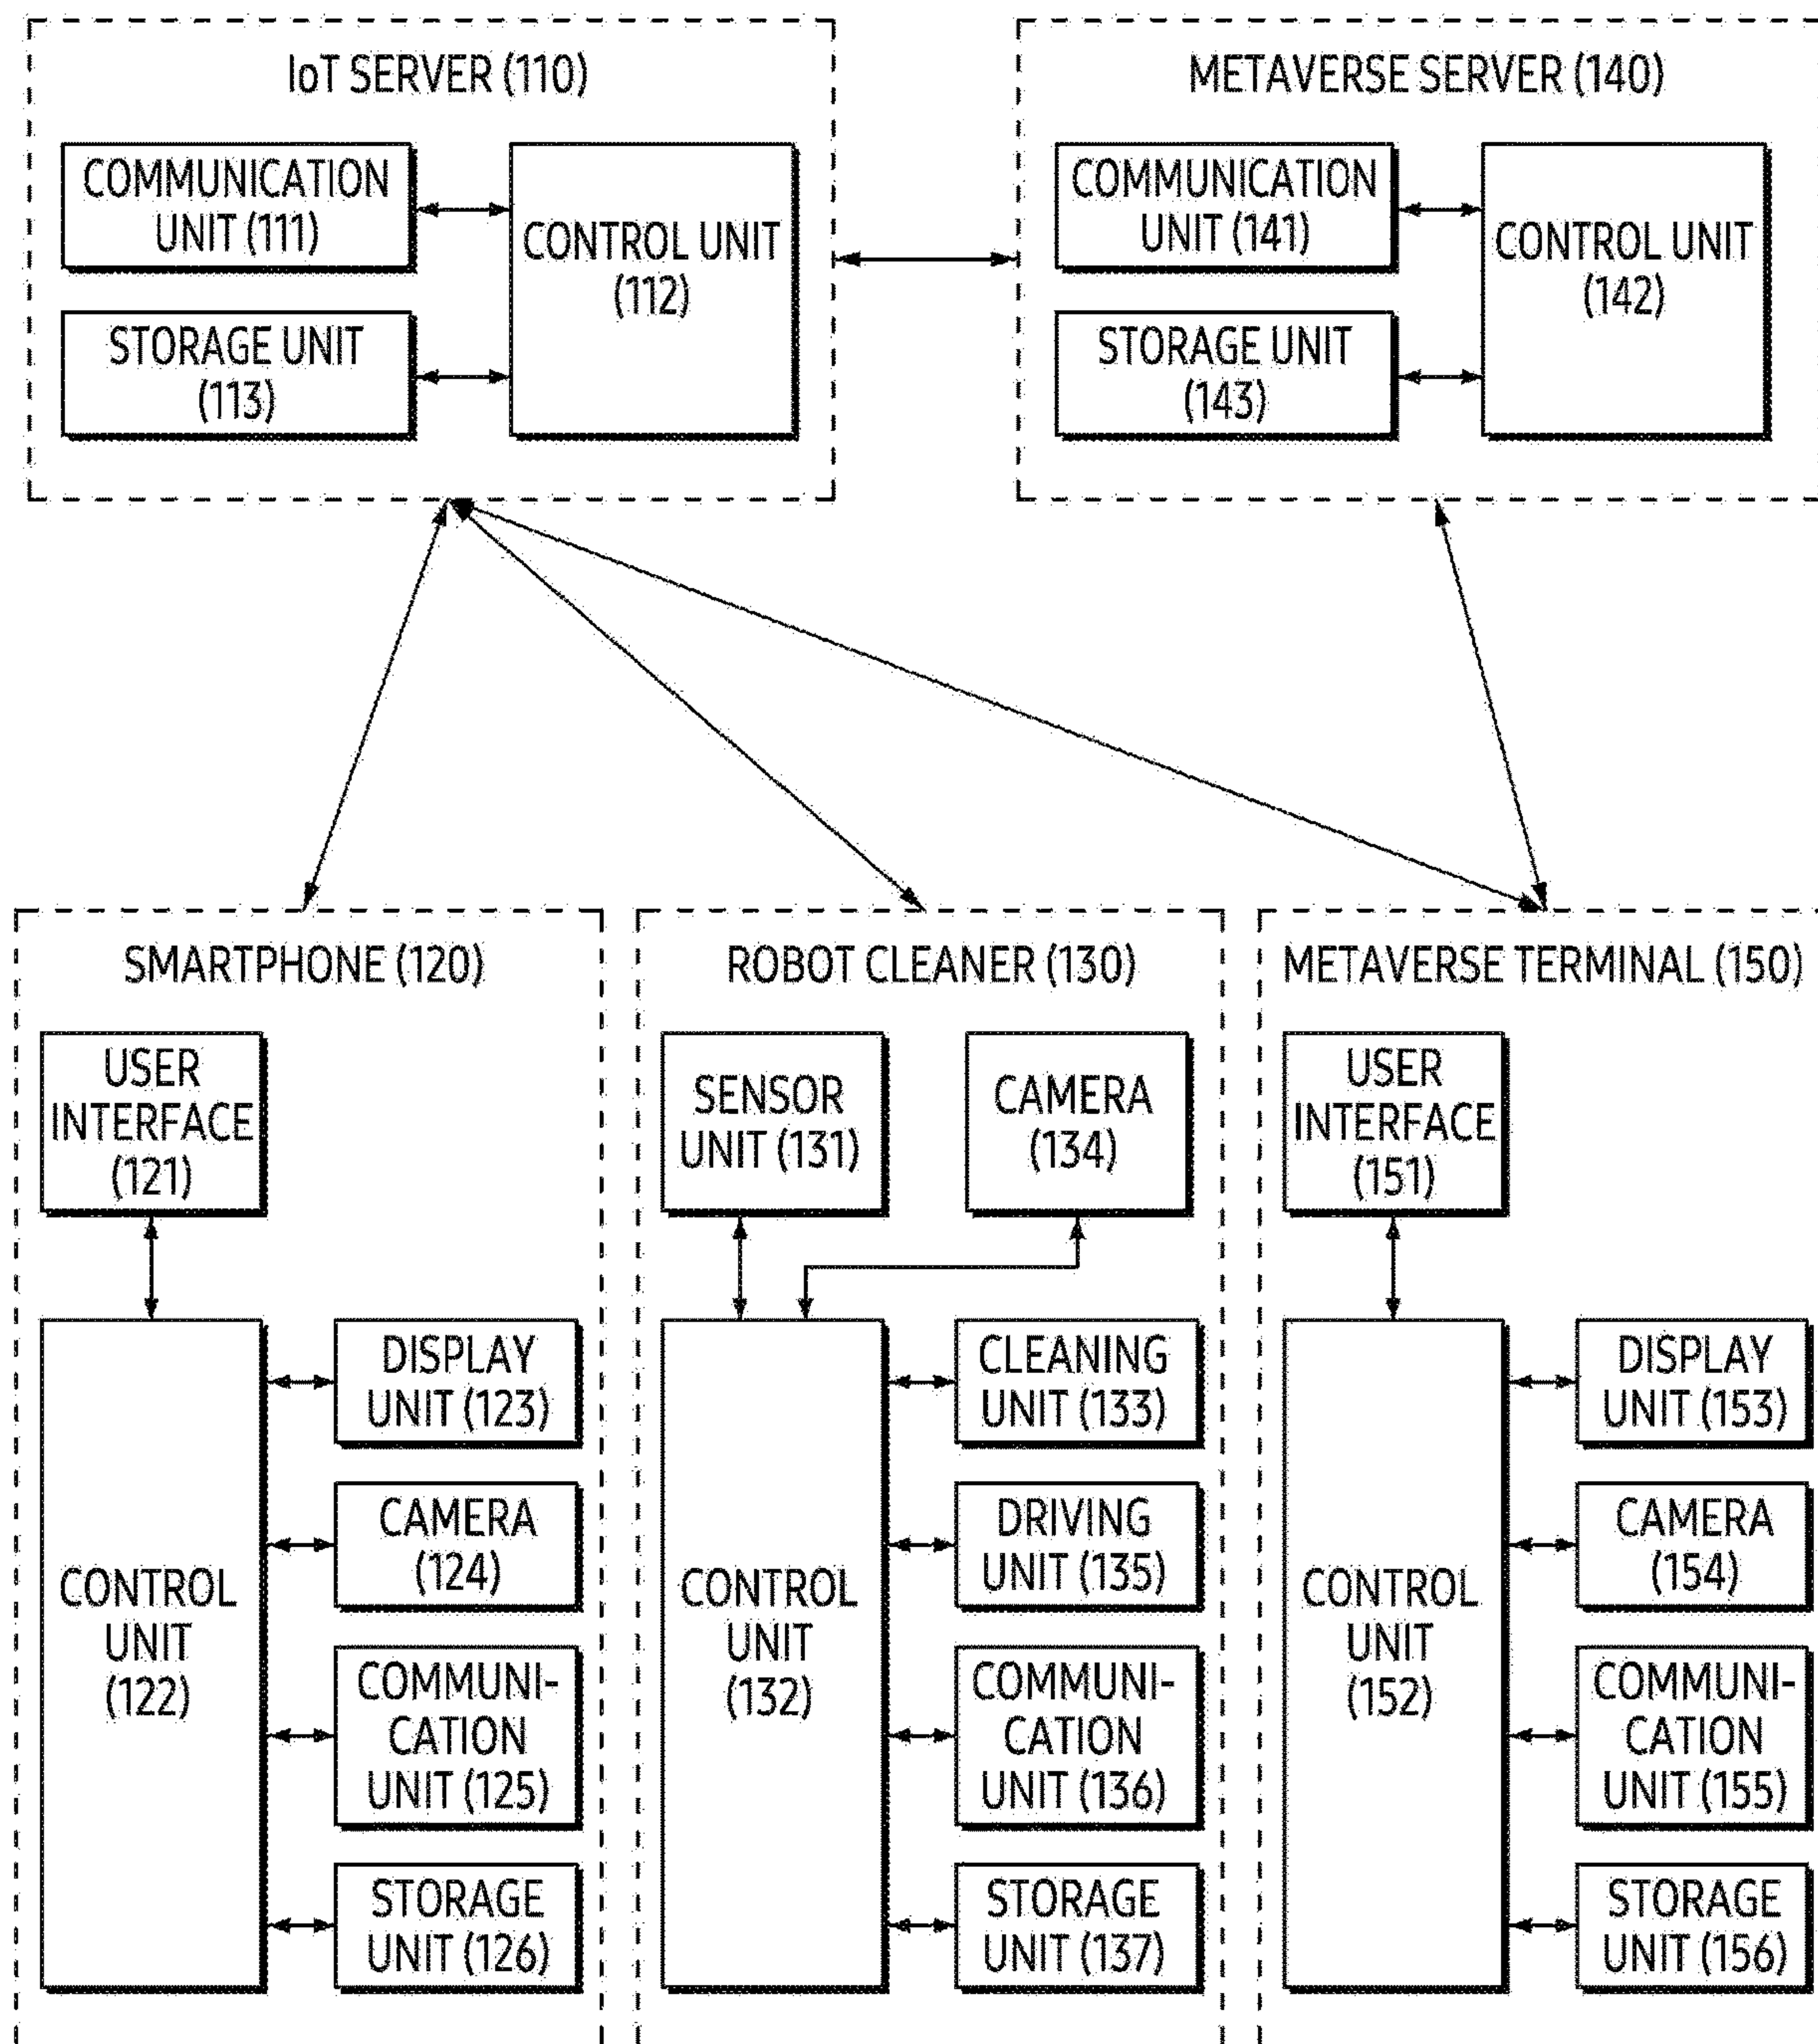 IoT SERVER (110)
COMMUNICATION
UNIT (111)
CONTROL UNIT
(112)
STORAGE UNIT
(113)
METAVERSE SERVER (140)
COMMUNICATION
UNIT (141)
CONTROL UNIT
(142)
STORAGE UNIT
(143)
SMARTPHONE (120)
USER
INTERFACE
(121)
CONTROL
UNIT
(122)
DISPLAY
UNIT (123)
CAMERA
(124)
COMMUNI-
CATION
UNIT (125)
STORAGE
UNIT (126)
ROBOT CLEANER (130)
SENSOR
UNIT (131)
CAMERA
(134)
CONTROL
UNIT
(132)
CLEANING
UNIT (133)
DRIVING
UNIT (135)
COMMUNI-
CATION
UNIT (136)
STORAGE
UNIT (137)
METAVERSE TERMINAL (150)
USER
INTERFACE
(151)
CONTROL
UNIT
(152)
DISPLAY
UNIT (153)
CAMERA
(154)
COMMUNI-
CATION
UNIT (155)
STORAGE
UNIT (156)